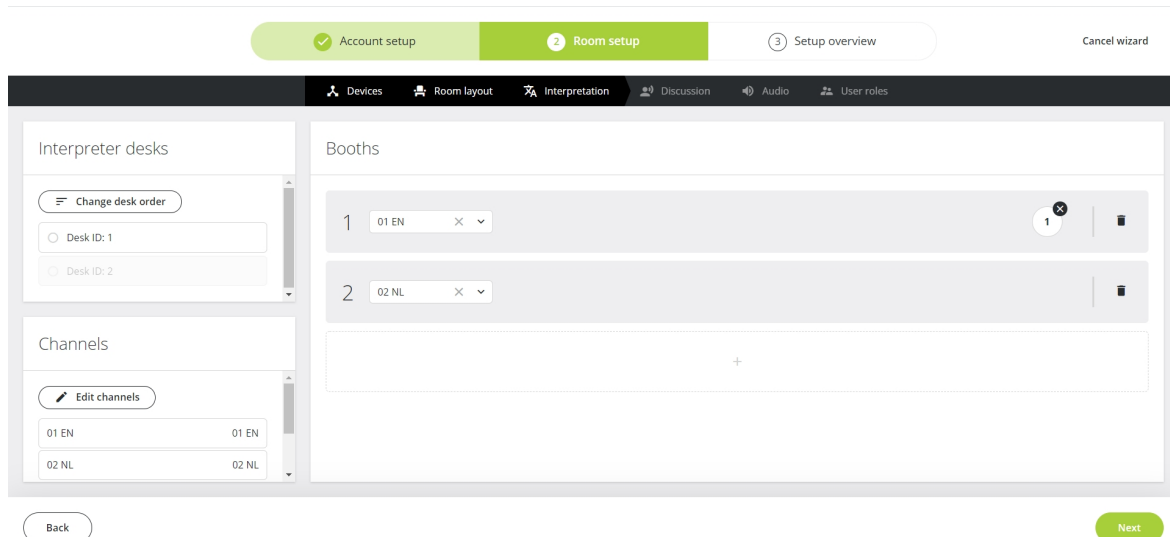 Account setup
2 Room setup
3 Setup overview
Cancel wizard
Devices
Room layout
Interpretation
Discussion
Audio
User roles
Interpreter desks
Change desk order
Desk ID: 1
Desk ID: 2
Channels
Edit channels
01 EN 01 EN
02 NL 02 NL
Booths
1 01 EN 1
2 02 NL
+
Back
Next